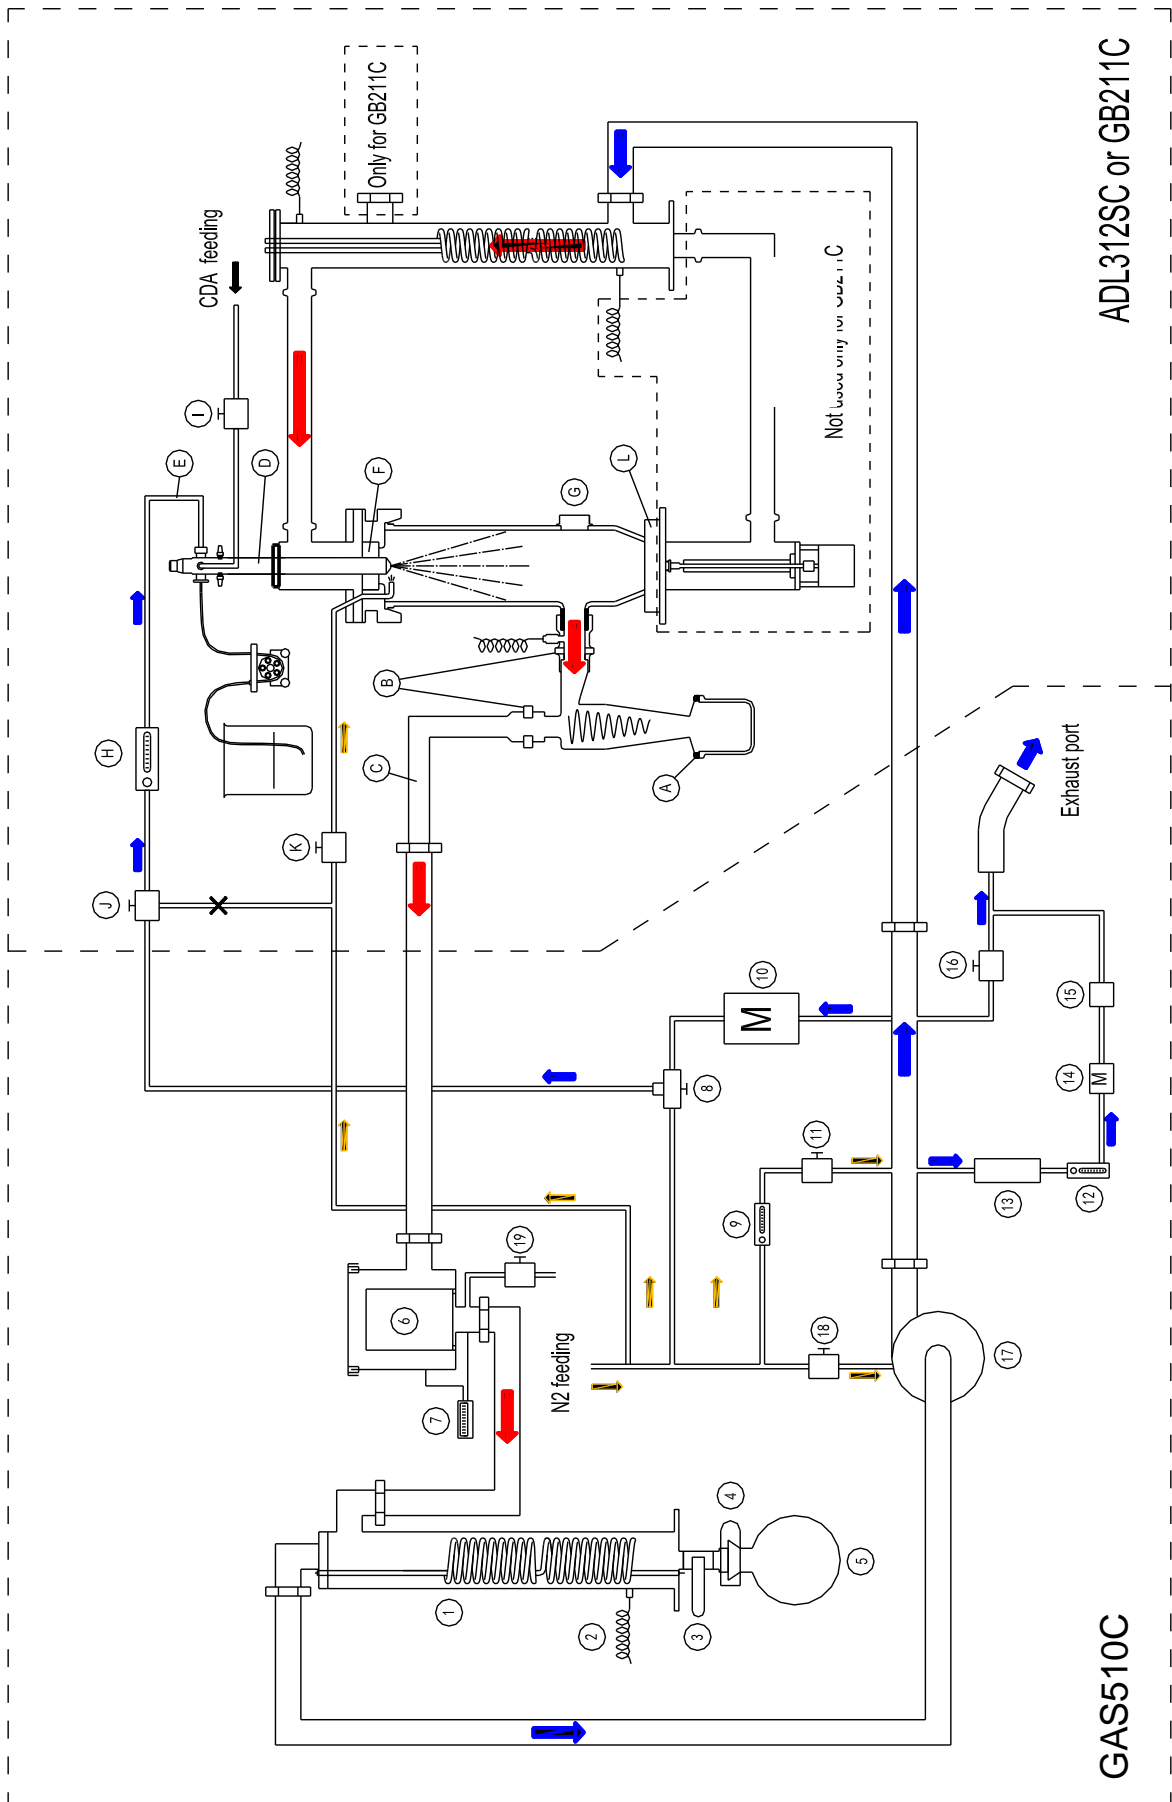 ADL312SC or GB211C
Only for GB211C
CDA feeding
I
E
D
F
G
L
H
B
C
A
K
J
Exhaust port
16
10
15
M
14
M
8
11
12
9
13
19
6
18
17
N2 feeding
7
4
5
1
2
3
GAS510C